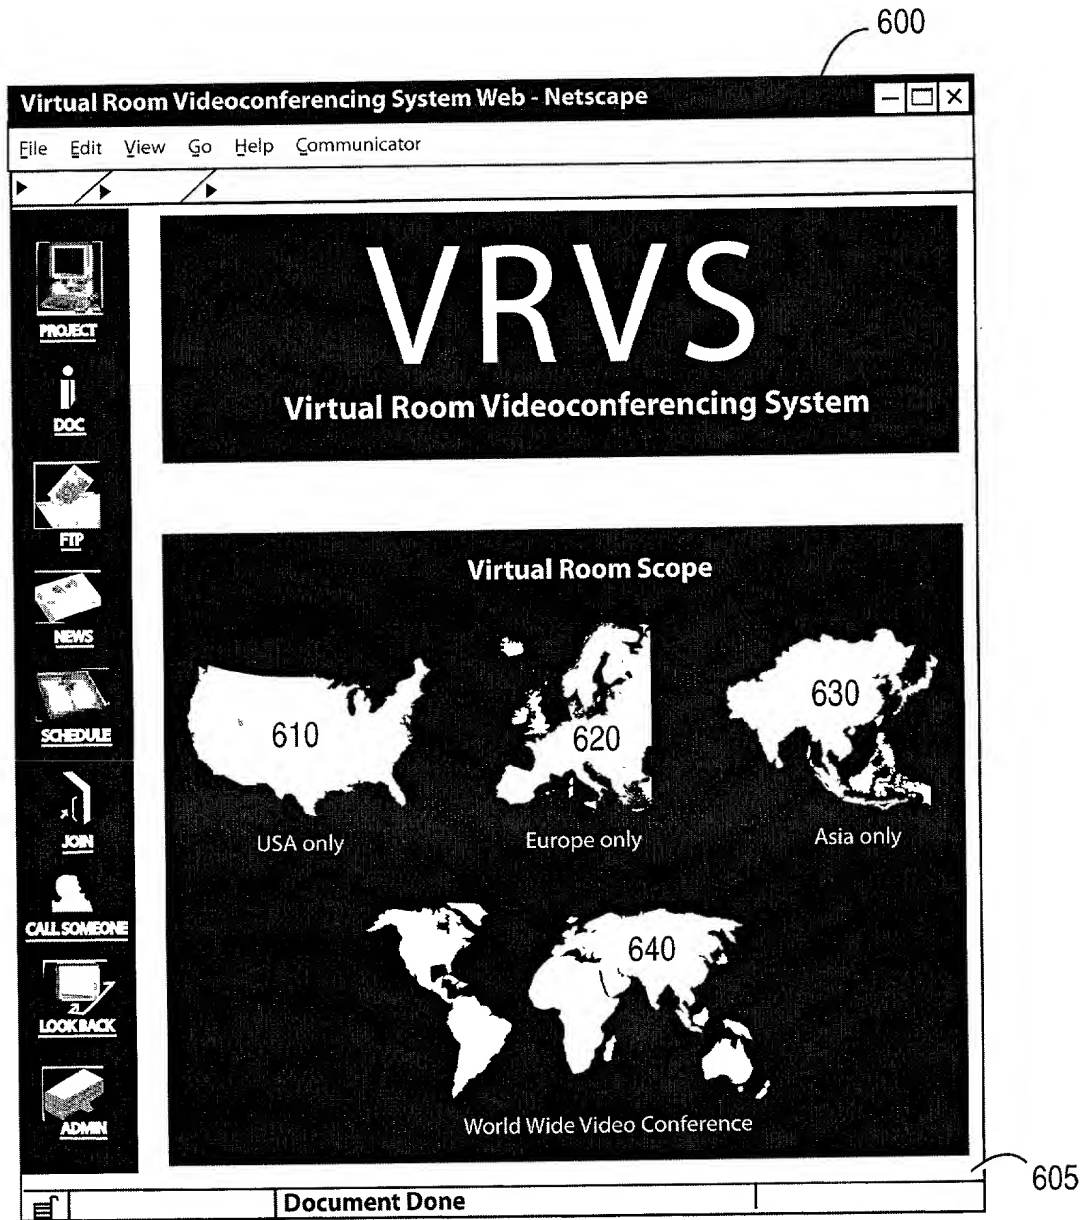 600
Virtual Room Videoconferencing System Web - Netscape
File Edit View Go Help Communicator
VRVS
Virtual Room Videoconferencing System
PROJECT
DOC
FTP
NEWS
SCHEDULE
JOIN
CALL SOMEONE
LOOK BACK
ADMIN
Virtual Room Scope
610
620
630
USA only
Europe only
Asia only
640
World Wide Video Conference
605
Document Done